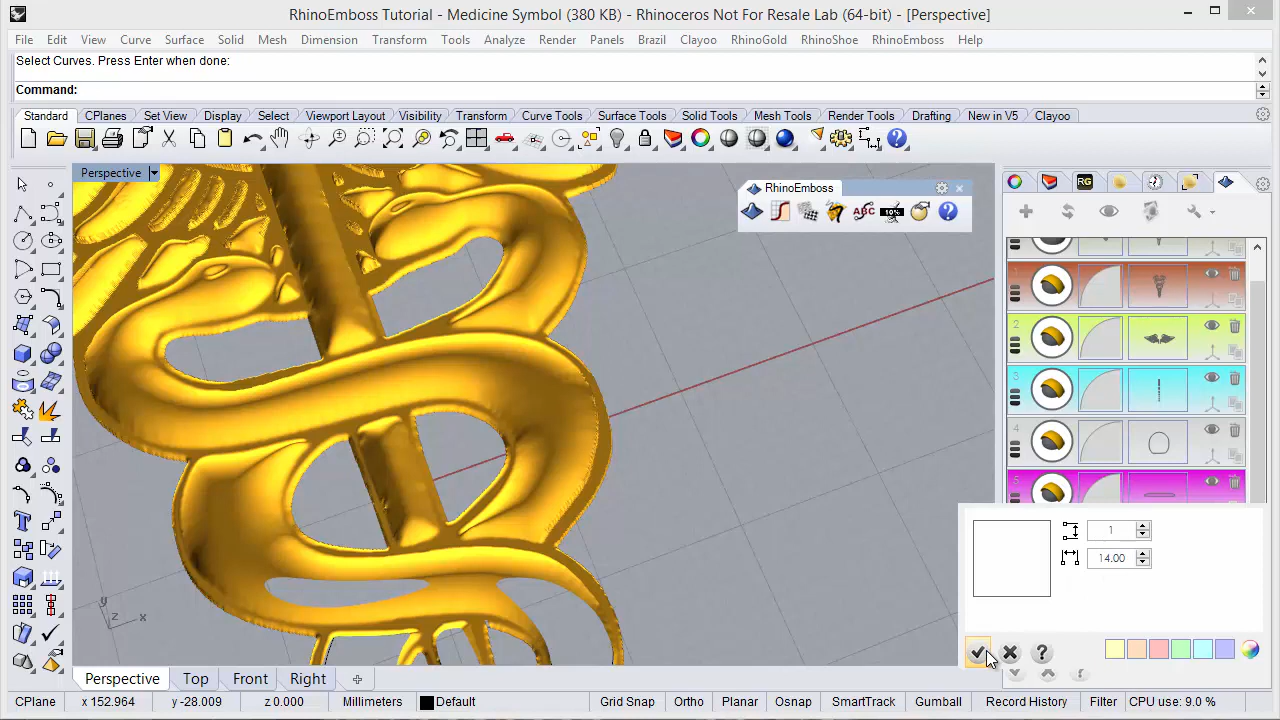 RhinoEmboss Tutorial - Medicine Symbol (380 KB) - Rhinoceros Not For Resale Lab (64-bit) - [Perspective]
File Edit View Curve Surface Solid Mesh Dimension Transform Tools Analyze Render Panels Brazil Clayoo RhinoGold RhinoShoe RhinoEmboss Help
Select Curves. Press Enter when done:
Command:
Standard CPlanes Set View Display Select Viewport Layout Visibility Transform Curve Tools Surface Tools Solid Tools Mesh Tools Render Tools Drafting New in V5 Clayoo
Perspective
RhinoEmboss
RG
ABC
10%
1
2
3
4
5
1
14.00
y
z x
Perspective Top Front Right
CPlane x 152.964 y -28.009 z 0.000 Millimeters Default Grid Snap Ortho Planar Osnap SmartTrack Gumball Record History Filter CPU use: 9.0 %